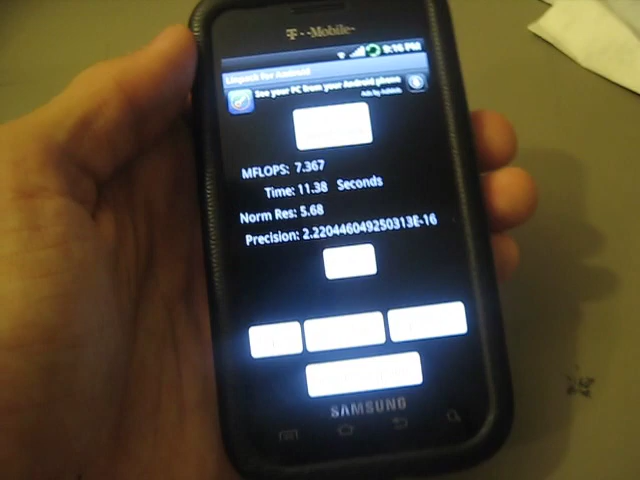 T--Mobile-
9:16 PM
Linpack for Android
See your PC from your Android phone
Ads by AdMob
MFLOPS: 7.367
Time: 11.38 Seconds
Norm Res: 5.68
Precision: 2.220446049250313E-16
SAMSUNG